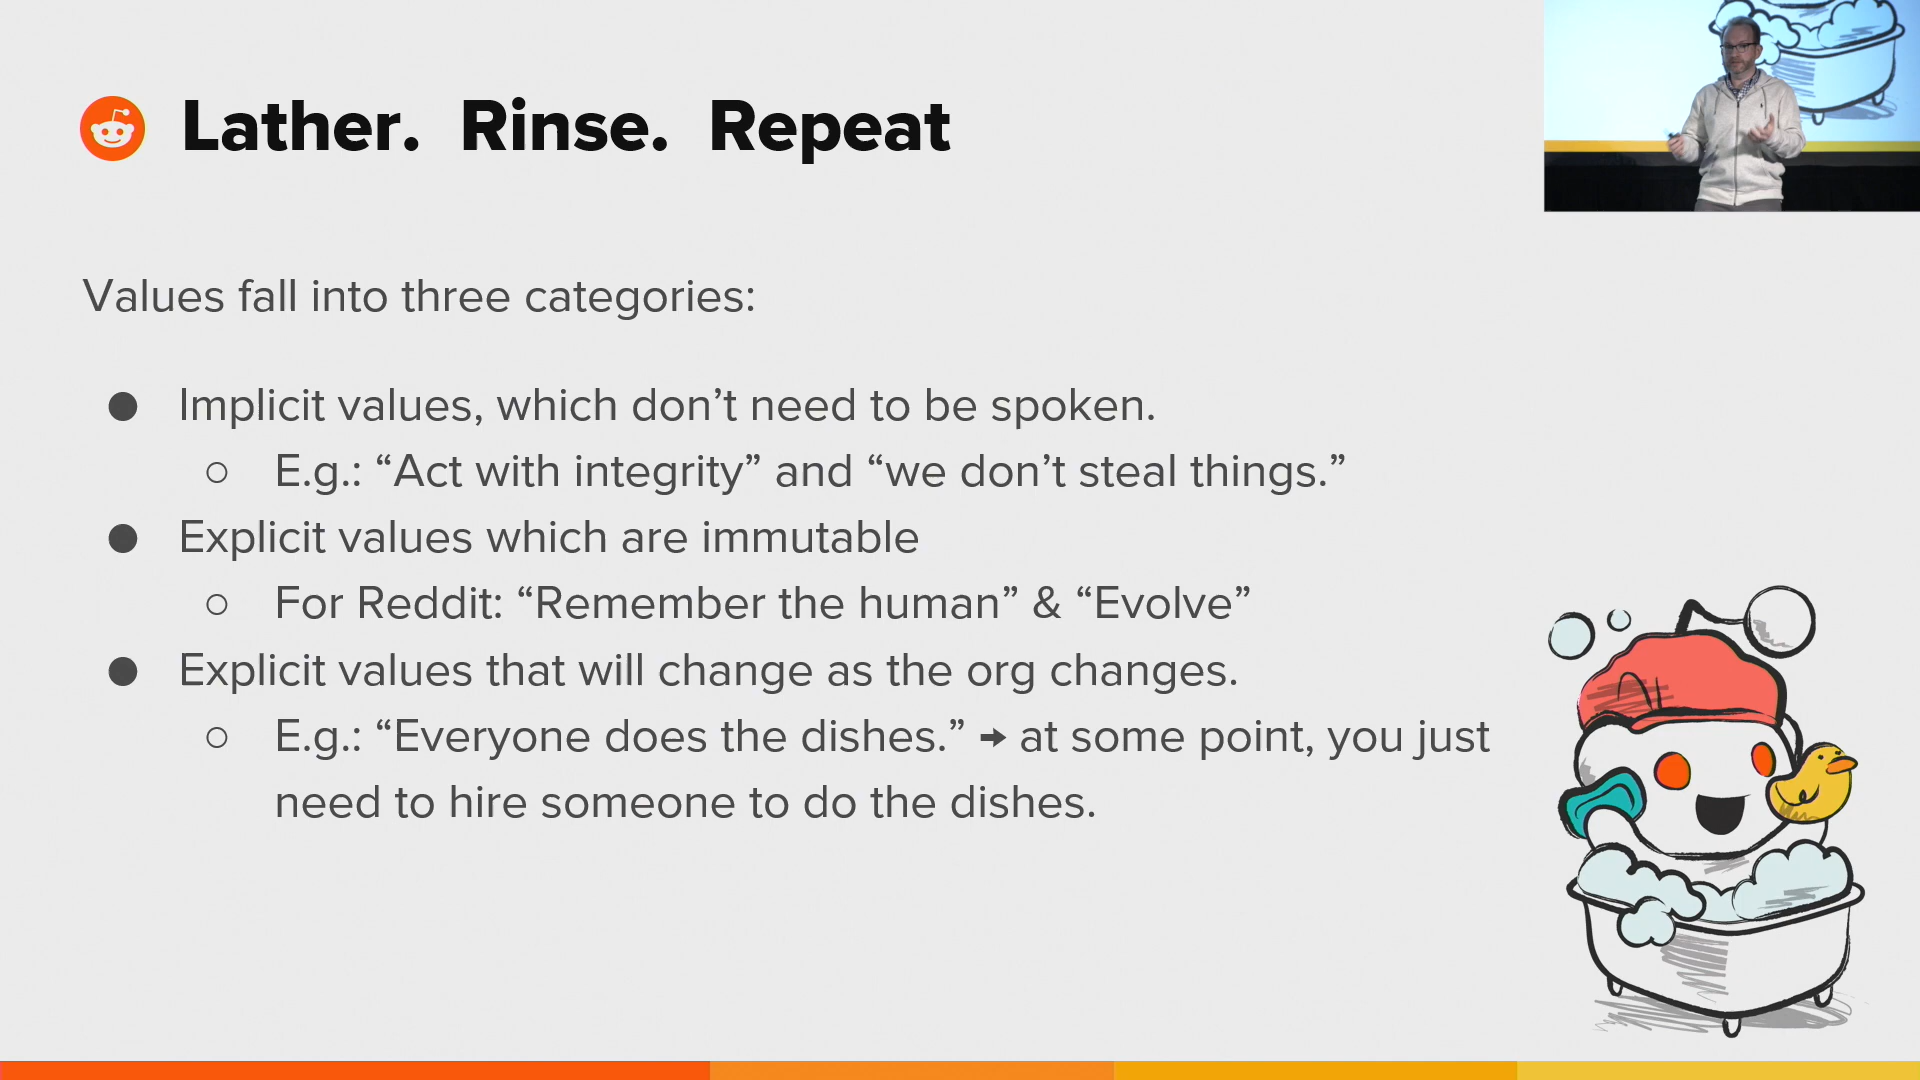 Lather. Rinse. Repeat
Values fall into three categories:
● Implicit values, which don’t need to be spoken.
○ E.g.: “Act with integrity” and “we don’t steal things.”
● Explicit values which are immutable
○ For Reddit: “Remember the human” & “Evolve”
● Explicit values that will change as the org changes.
○ E.g.: “Everyone does the dishes.” → at some point, you just
need to hire someone to do the dishes.